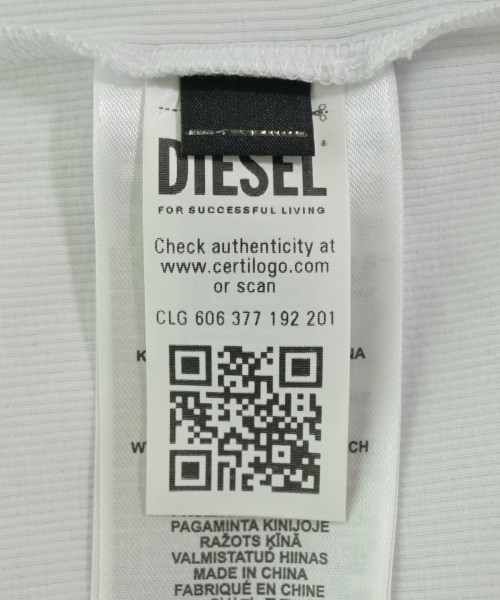 DIESEL
FOR SUCCESSFUL LIVING
Check authenticity at
www.certilogo.com
or scan
CLG 606 377 192 201
PAGAMINTA KINIJOJE
RAŽOTS ĶĪNĀ
VALMISTATUD HIINAS
MADE IN CHINA
FABRIQUÉ EN CHINE